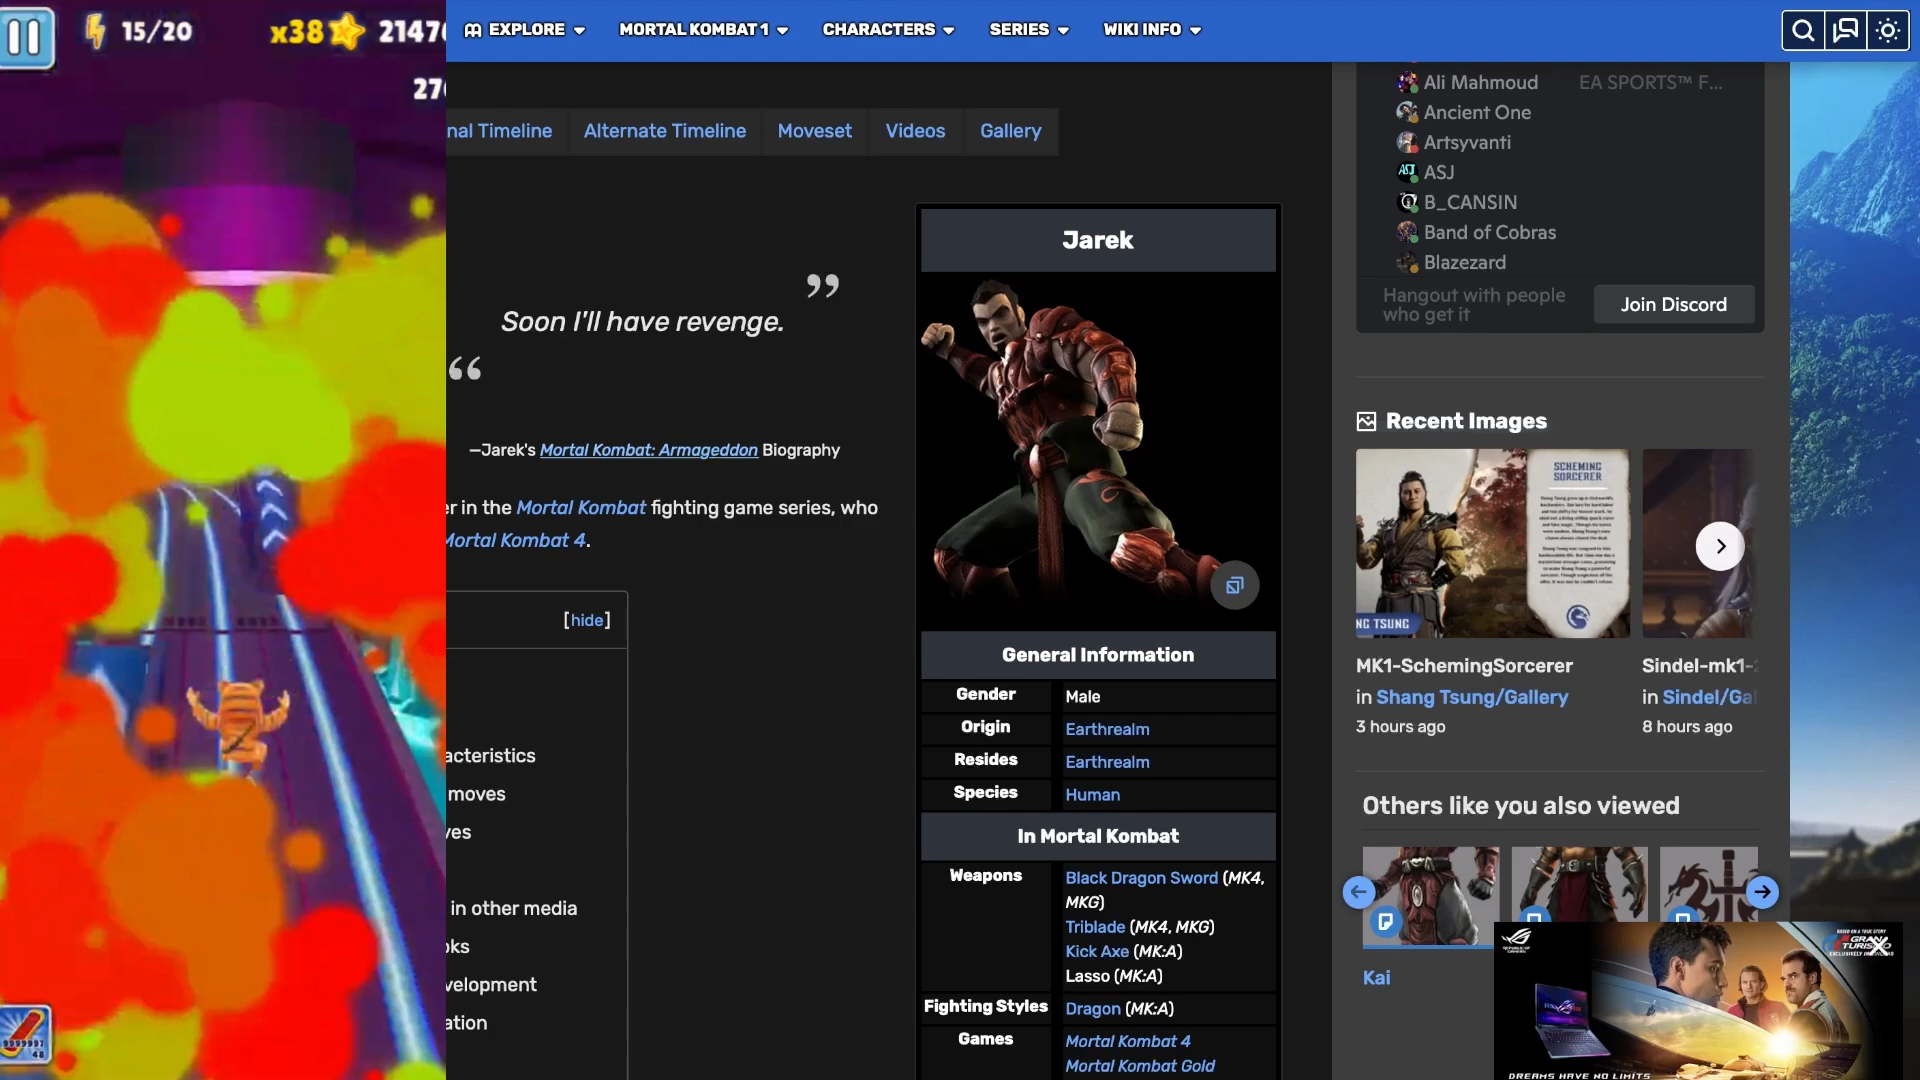 15/20
x38
2147
27
EXPLORE
MORTAL KOMBAT 1
CHARACTERS
SERIES
WIKI INFO
nal Timeline
Alternate Timeline
Moveset
Videos
Gallery
”
Soon I'll have revenge.
“
—Jarek's Mortal Kombat: Armageddon Biography
er in the Mortal Kombat fighting game series, who
Mortal Kombat 4.
[hide]
acteristics
moves
ves
in other media
oks
velopment
ation
Jarek
General Information
Gender Male
Origin Earthrealm
Resides Earthrealm
Species Human
In Mortal Kombat
Weapons Black Dragon Sword (MK4,
MKG)
Triblade (MK4, MKG)
Kick Axe (MK:A)
Lasso (MK:A)
Fighting Styles Dragon (MK:A)
Games Mortal Kombat 4
Mortal Kombat Gold
Ali Mahmoud EA SPORTS™ F...
Ancient One
Artsyvanti
ASJ
B_CANSIN
Band of Cobras
Blazezard
Hangout with people
who get it
Join Discord
Recent Images
SCHEMING
SORCERER
NG TSUNG
MK1-SchemingSorcerer
in Shang Tsung/Gallery
3 hours ago
Sindel-mk1-
in Sindel/Gal
8 hours ago
Others like you also viewed
Kai
GRAN
TURISMO
DREAMS HAVE NO LIMITS